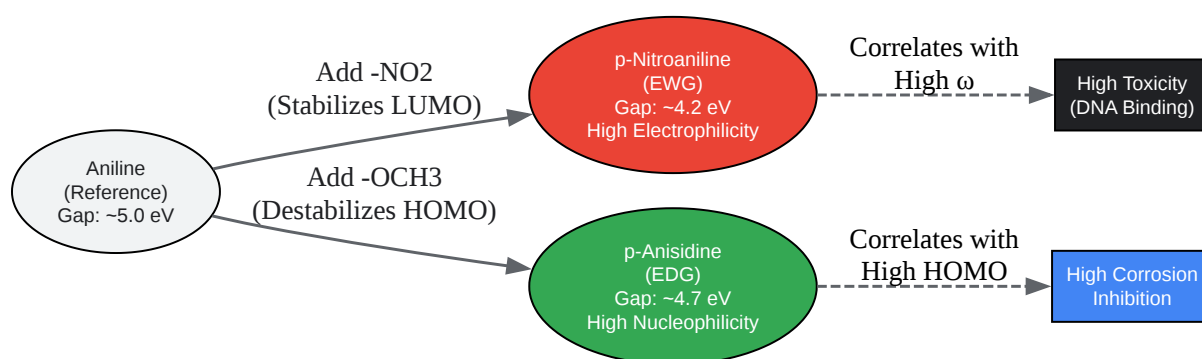 Aniline
(Reference)
Gap: ~5.0 eV
Add -NO2
(Stabilizes LUMO)
Add -OCH3
(Destabilizes HOMO)
p-Nitroaniline
(EWG)
Gap: ~4.2 eV
High Electrophilicity
p-Anisidine
(EDG)
Gap: ~4.7 eV
High Nucleophilicity
Correlates with
High ω
Correlates with
High HOMO
High Toxicity
(DNA Binding)
High Corrosion
Inhibition